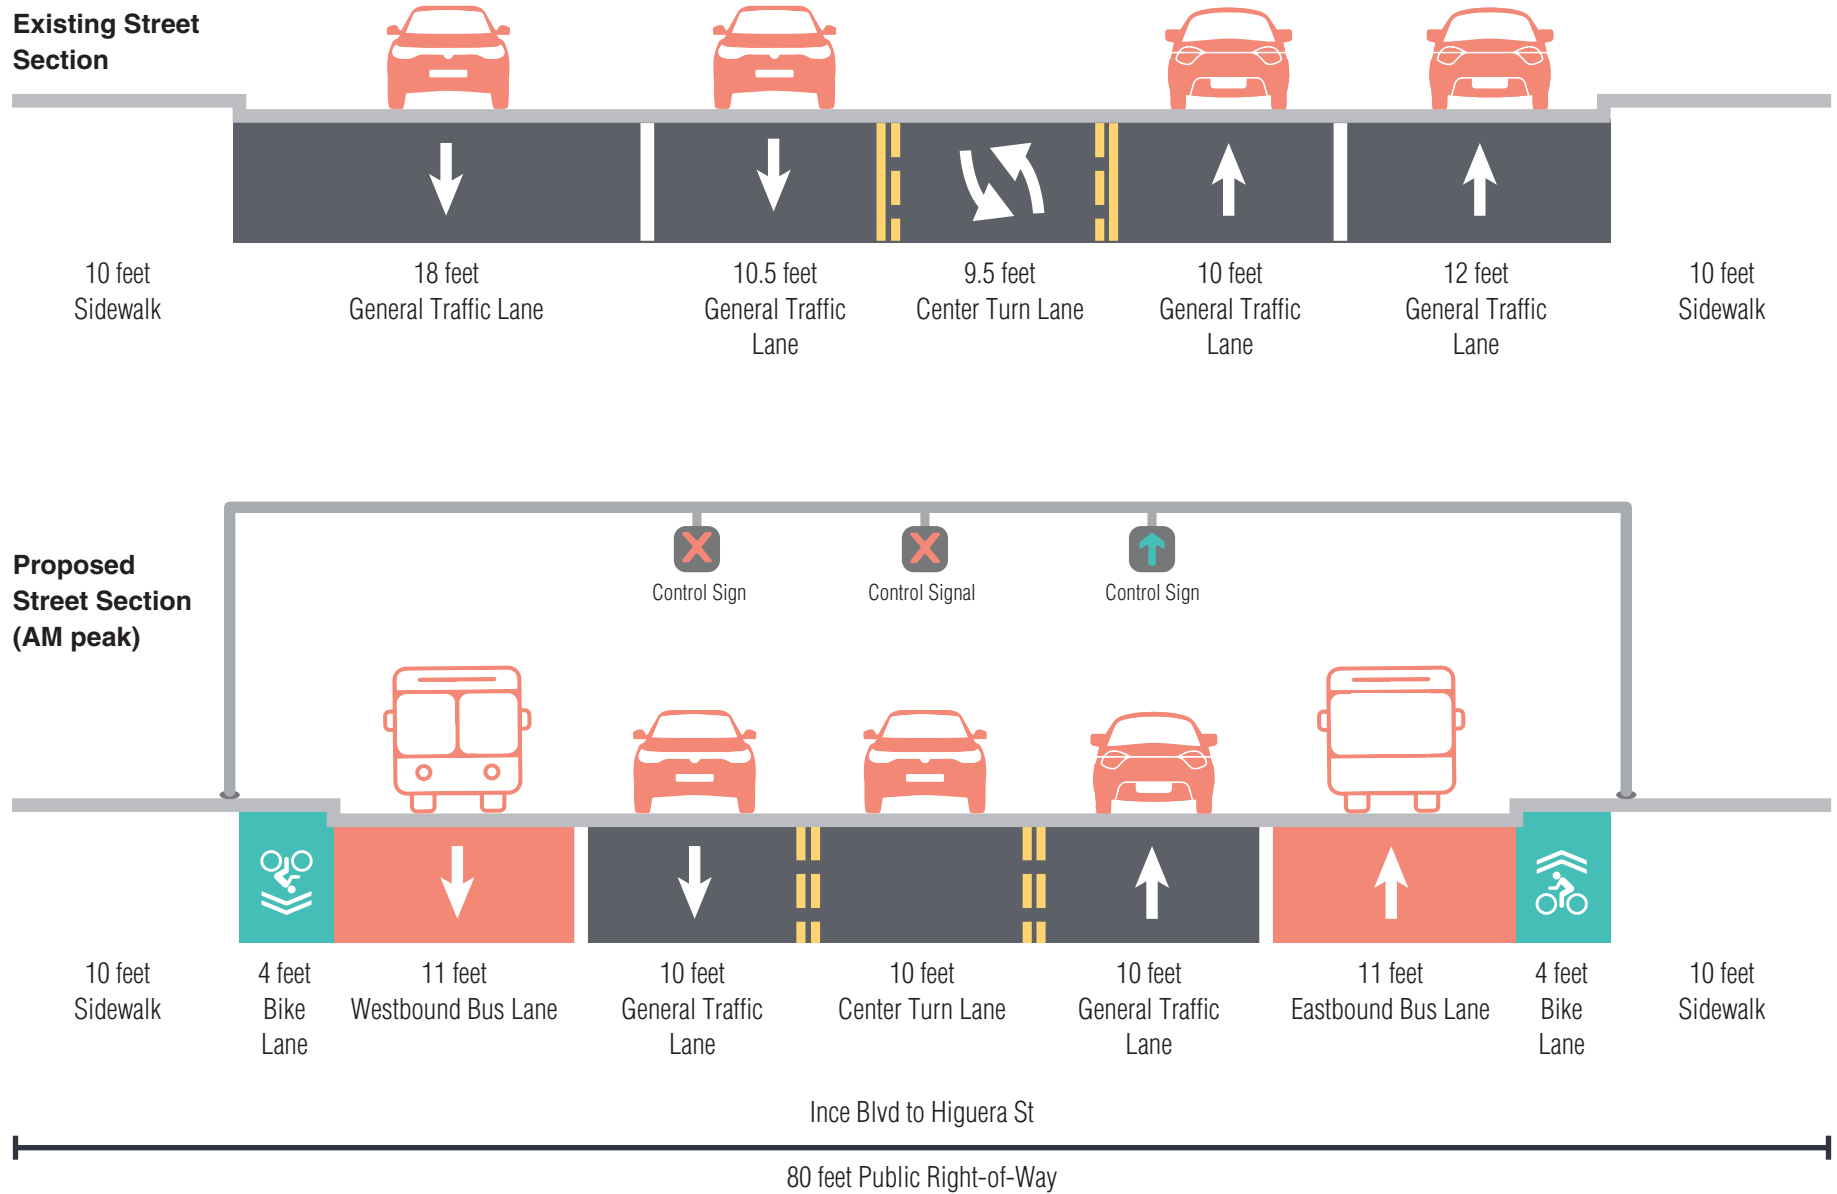 Existing Street
Section
10 feet
Sidewalk
18 feet
General Traffic Lane
10.5 feet
General Traffic
Lane
9.5 feet
Center Turn Lane
10 feet
General Traffic
Lane
12 feet
General Traffic
Lane
10 feet
Sidewalk
Proposed
Street Section
(AM peak)
Control Sign
Control Signal
Control Sign
10 feet
Sidewalk
4 feet
Bike
Lane
11 feet
Westbound Bus Lane
10 feet
General Traffic
Lane
10 feet
Center Turn Lane
10 feet
General Traffic
Lane
11 feet
Eastbound Bus Lane
4 feet
Bike
Lane
10 feet
Sidewalk
Ince Blvd to Higuera St
80 feet Public Right-of-Way